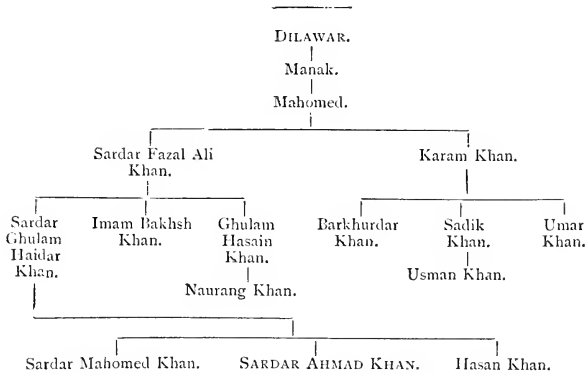 DILAWAR.
Manak.
Mahomed.
Sardar Fazal Ali Khan. Karam Khan.
Sardar Ghulam Haidar Khan. Imam Bakhsh Khan. Ghulam Hasain Khan. Barkhurdar Khan. Sadik Khan. Umar Khan.
Naurang Khan. Usman Khan.
Sardar Mahomed Khan. SARDAR AHMAD KHAN. Hasan Khan.